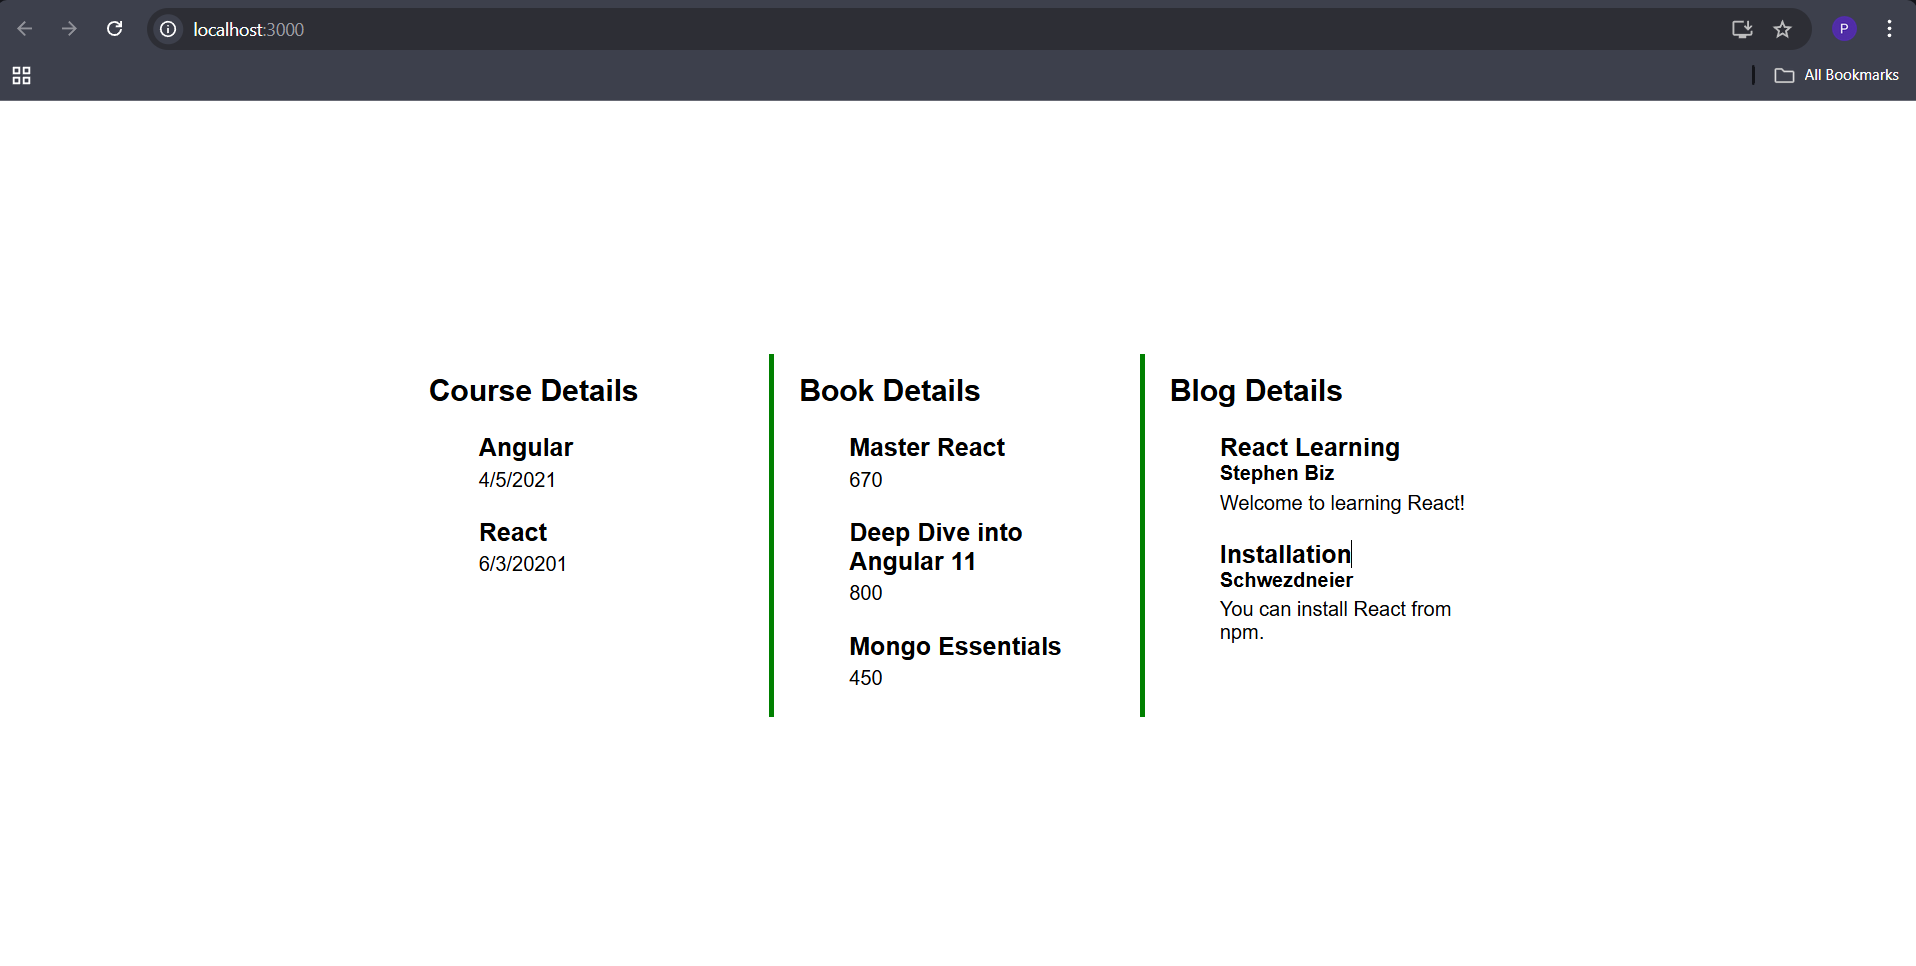 localhost:3000
P
All Bookmarks
Course Details
Angular
4/5/2021
React
6/3/20201
Book Details
Master React
670
Deep Dive into
Angular 11
800
Mongo Essentials
450
Blog Details
React Learning
Stephen Biz
Welcome to learning React!
Installation
Schwezdneier
You can install React from
npm.